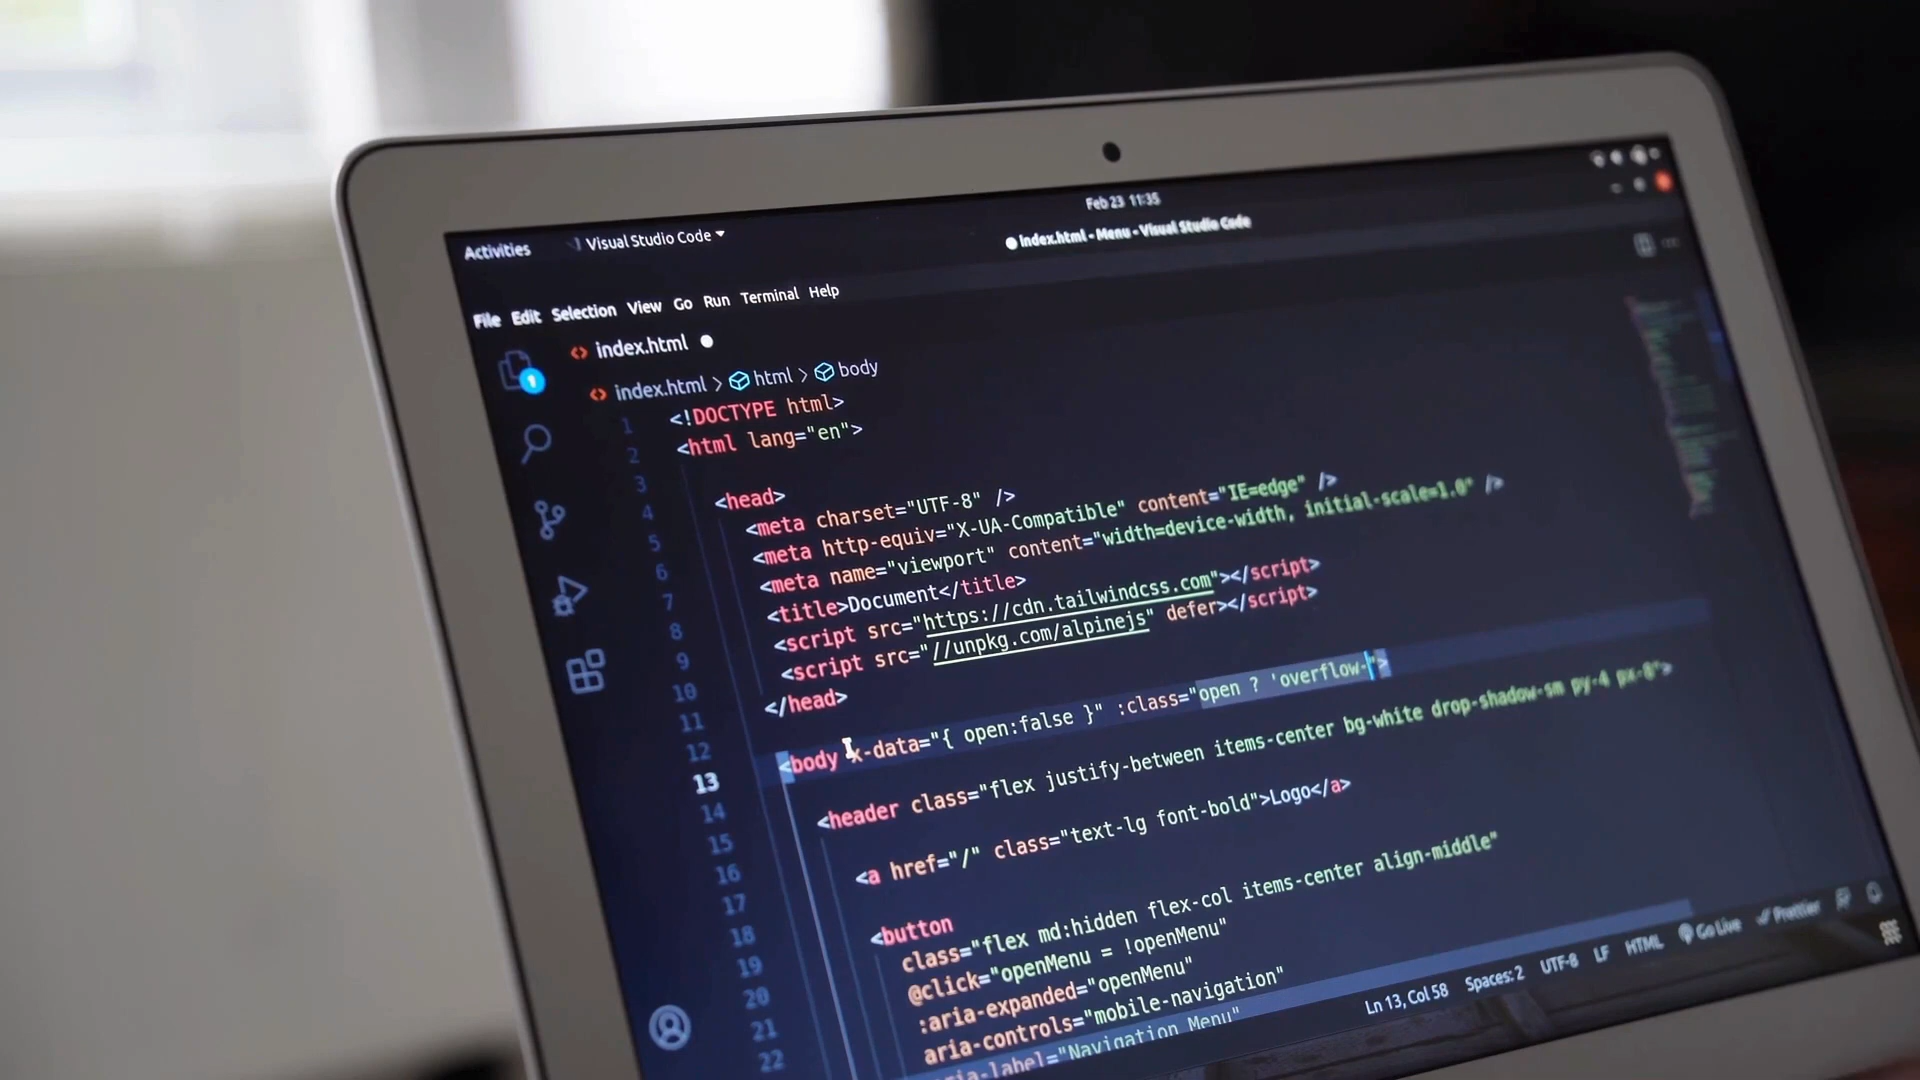 Feb 23 11:35
Activities
Visual Studio Code
index.html - Menu - Visual Studio Code
File Edit Selection View Go Run Terminal Help
index.html
index.html > html > body
1
1 <!DOCTYPE html>
2 <html lang="en">
3
4 <head>
5 <meta charset="UTF-8" />
6 <meta http-equiv="X-UA-Compatible" content="IE=edge" />
7 <meta name="viewport" content="width=device-width, initial-scale=1.0" />
8 <title>Document</title>
9 <script src="https://cdn.tailwindcss.com"></script>
10 <script src="//unpkg.com/alpinejs" defer></script>
11 </head>
12
13 <body x-data="{ open:false }" :class="open ? 'overflow-">
14
15 <header class="flex justify-between items-center bg-white drop-shadow-sm py-4 px-8">
16
17 <a href="/" class="text-lg font-bold">Logo</a>
18
19 <button
20 class="flex md:hidden flex-col items-center align-middle"
21 @click="openMenu = !openMenu"
22 :aria-expanded="openMenu"
aria-controls="mobile-navigation"
aria-label="Navigation Menu"
Ln 13, Col 58 Spaces: 2 UTF-8 LF HTML Go Live Prettier